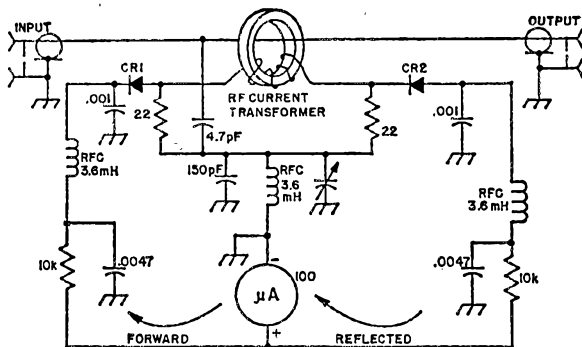 INPUT
OUTPUT
CR1
CR2
RF CURRENT
TRANSFORMER
.001
22
4.7pF
22
.001
RFC
3.6mH
150pF
RFC
3.6
mH
RFC
3.6mH
10k
.0047
-
100
μA
+
.0047
10k
FORWARD
REFLECTED